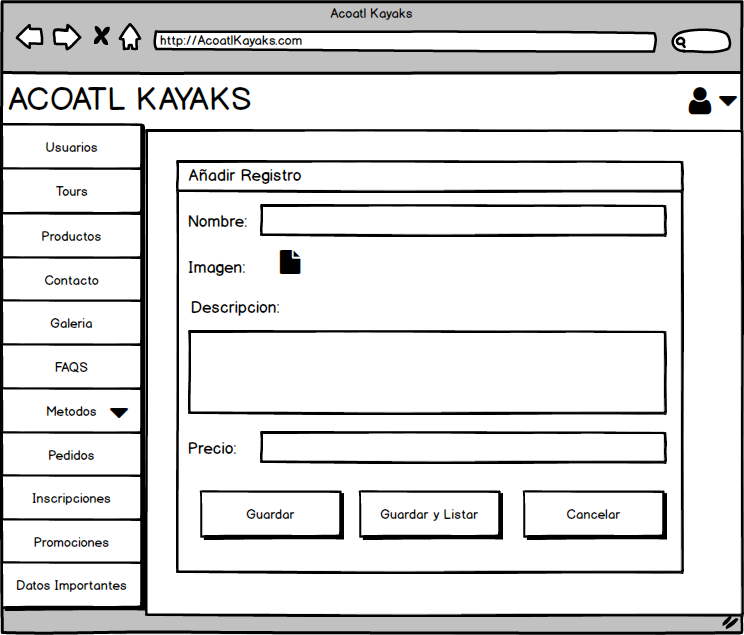 Acoatl Kayaks
http://AcoatlKayaks.com
ACOATL KAYAKS
Usuarios
Tours
Productos
Contacto
Galeria
FAQS
Metodos
Pedidos
Inscripciones
Promociones
Datos Importantes
Añadir Registro
Nombre:
Imagen:
Descripcion:
Precio:
Guardar
Guardar y Listar
Cancelar